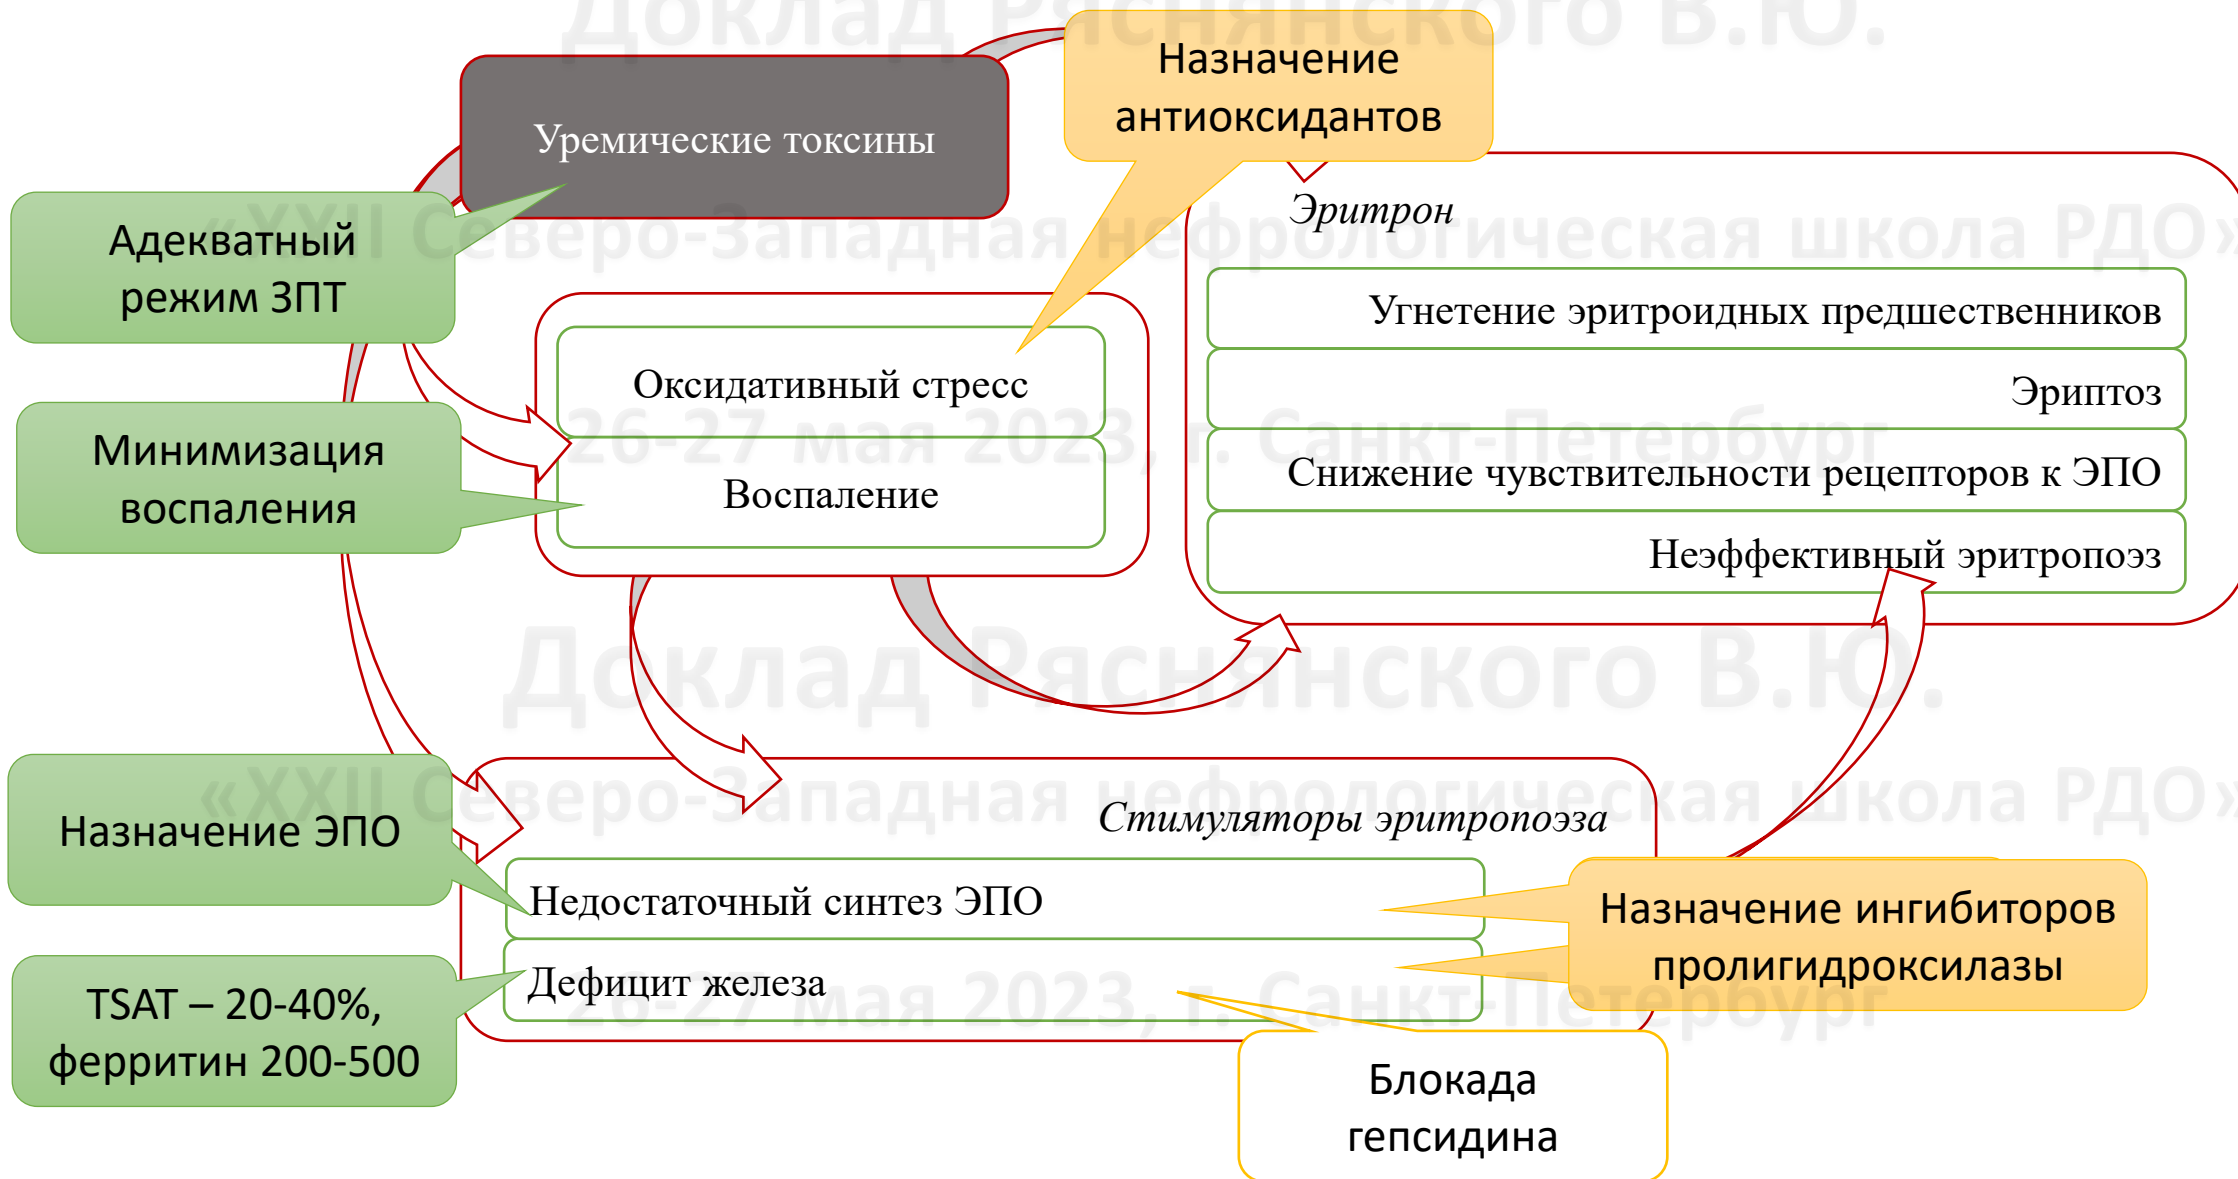 Доклад Ряснянского В.Ю.
Назначение
антиоксидантов
Уремические токсины
Эритрон
«XXII Северо-Западная нефрологическая школа РДО»
Адекватный
режим ЗПТ
Угнетение эритроидных предшественников
Оксидативный стресс
Эриптоз
26-27 мая 2023, г. Санкт-Петербург
Минимизация
воспаления
Воспаление
Снижение чувствительности рецепторов к ЭПО
Неэффективный эритропоэз
Доклад Ряснянского В.Ю.
«XXII Северо-Западная нефрологическая школа РДО»
Стимуляторы эритропоэза
Назначение ЭПО
Недостаточный синтез ЭПО
Назначение ингибиторов
пролигидроксилазы
Дефицит железа
26-27 мая 2023, г. Санкт-Петербург
TSAT – 20-40%,
ферритин 200-500
Блокада
гепсидина